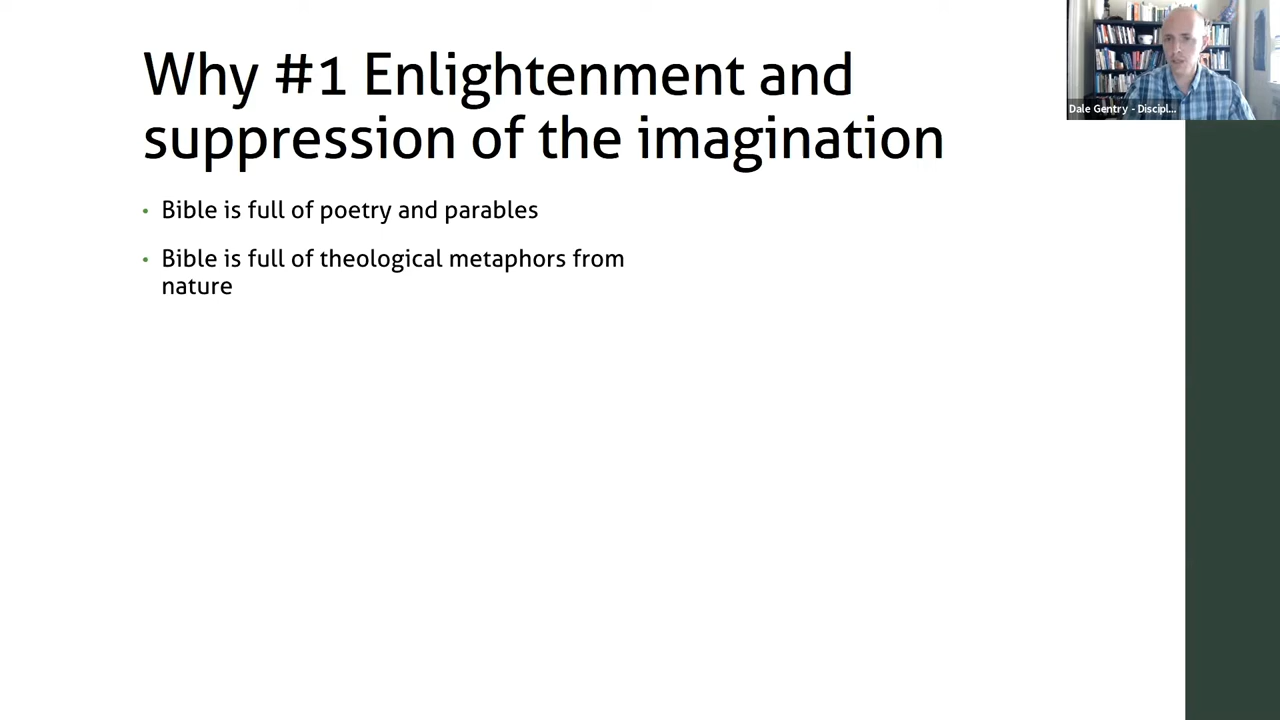 Why #1 Enlightenment and
suppression of the imagination
• Bible is full of poetry and parables
• Bible is full of theological metaphors from
nature
Dale Gentry - Discipl...